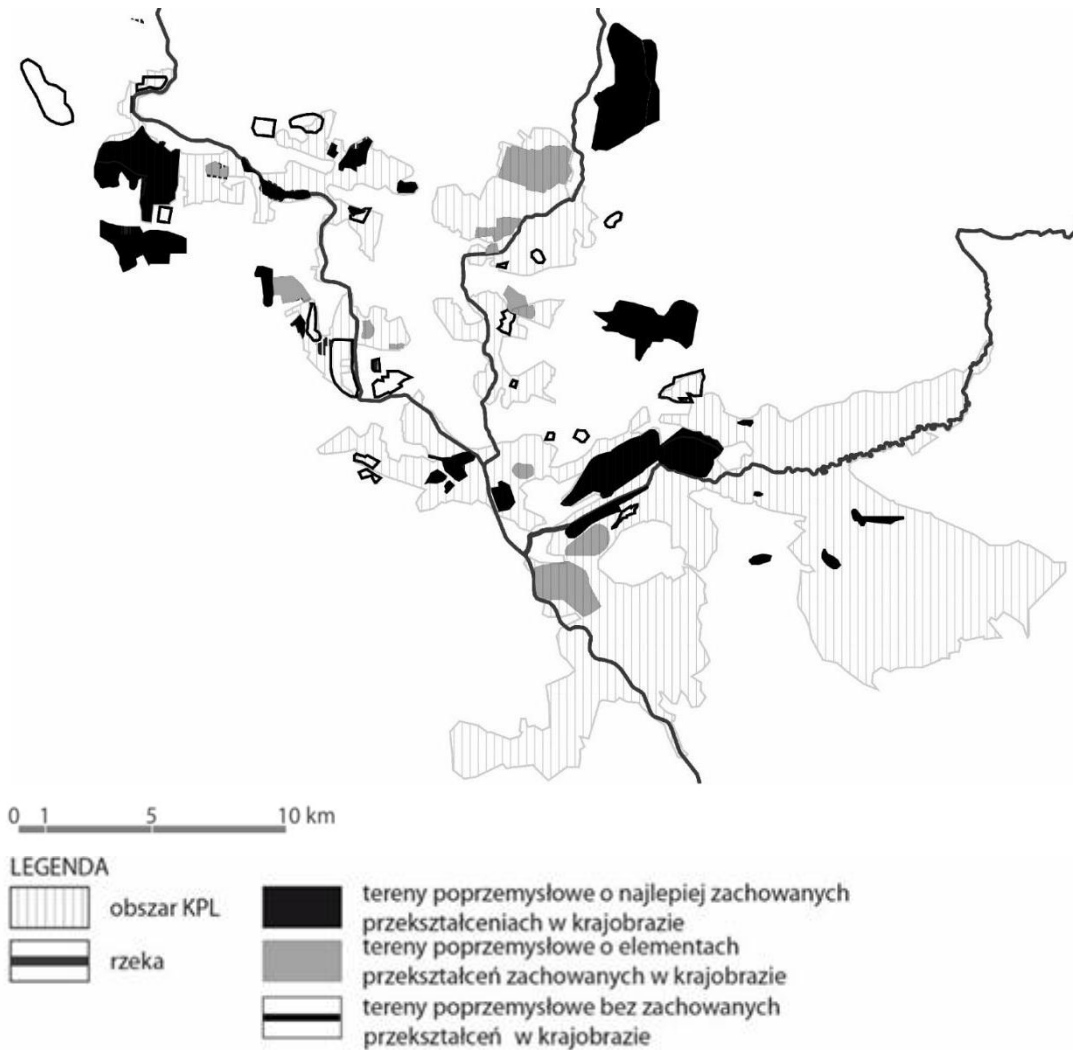 0 1 5 10 km
LEGENDA
obszar KPL
rzeka
tereny poprzemysłowe o najlepiej zachowanych
przekształceniach w krajobrazie
tereny poprzemysłowe o elementach
przekształceń zachowanych w krajobrazie
tereny poprzemysłowe bez zachowanych
przekształceń w krajobrazie